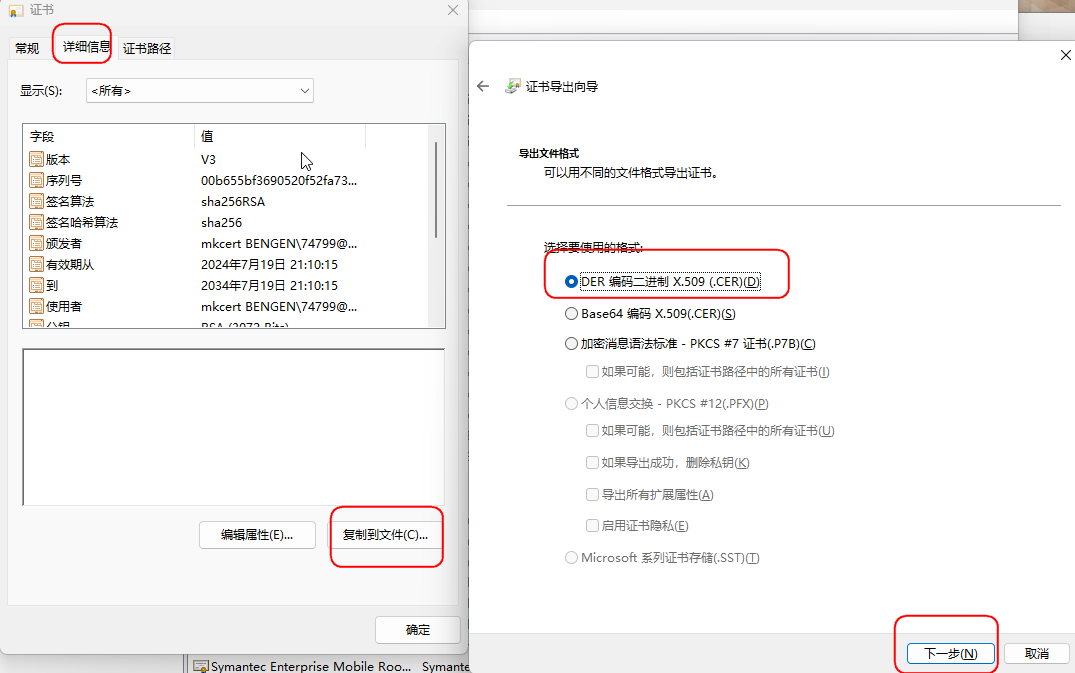 证书
常规
详细信息
证书路径
显示(S):
<所有>
字段 值
版本 V3
序列号 00b655bf3690520f52fa73...
签名算法 sha256RSA
签名哈希算法 sha256
颁发者 mkcert BENGEN\74799@...
有效期从 2024年7月19日 21:10:15
到 2034年7月19日 21:10:15
使用者 mkcert BENGEN\74799@...
公钥 RSA (3072 Bits)
编辑属性(E)...
复制到文件(C)...
确定
Symantec Enterprise Mobile Roo... Symante
证书导出向导
导出文件格式
可以用不同的文件格式导出证书。
选择要使用的格式:
DER 编码二进制 X.509 (.CER)(D)
Base64 编码 X.509(.CER)(S)
加密消息语法标准 - PKCS #7 证书(.P7B)(C)
如果可能，则包括证书路径中的所有证书(I)
个人信息交换 - PKCS #12(.PFX)(P)
如果可能，则包括证书路径中的所有证书(U)
如果导出成功，删除私钥(K)
导出所有扩展属性(A)
启用证书隐私(E)
Microsoft 系列证书存储(.SST)(T)
下一步(N)
取消